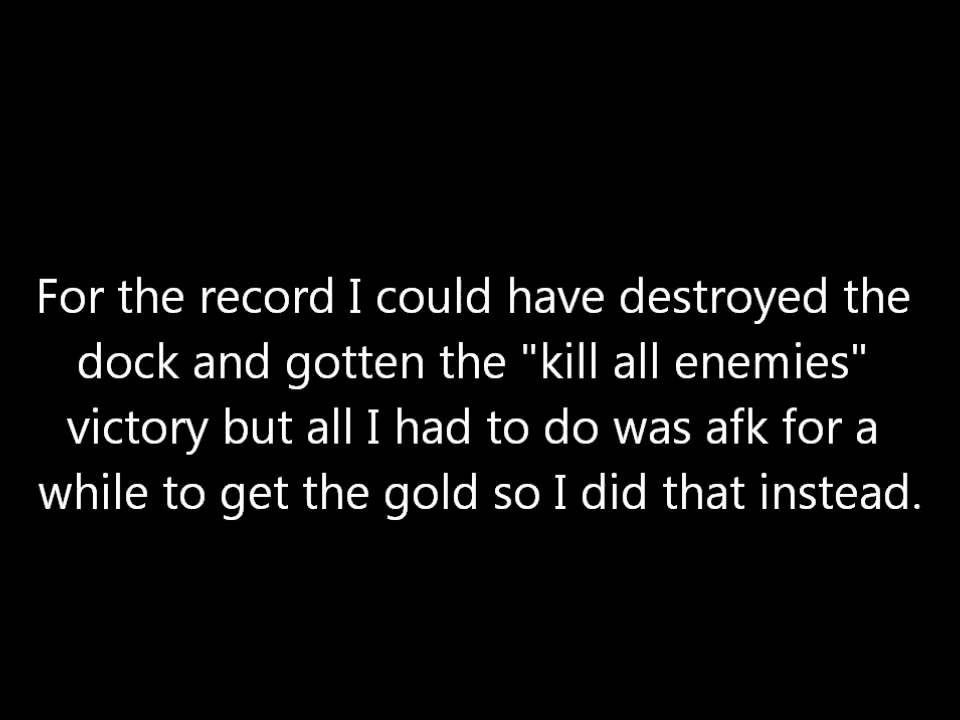 For the record I could have destroyed the
dock and gotten the "kill all enemies"
victory but all I had to do was afk for a
while to get the gold so I did that instead.